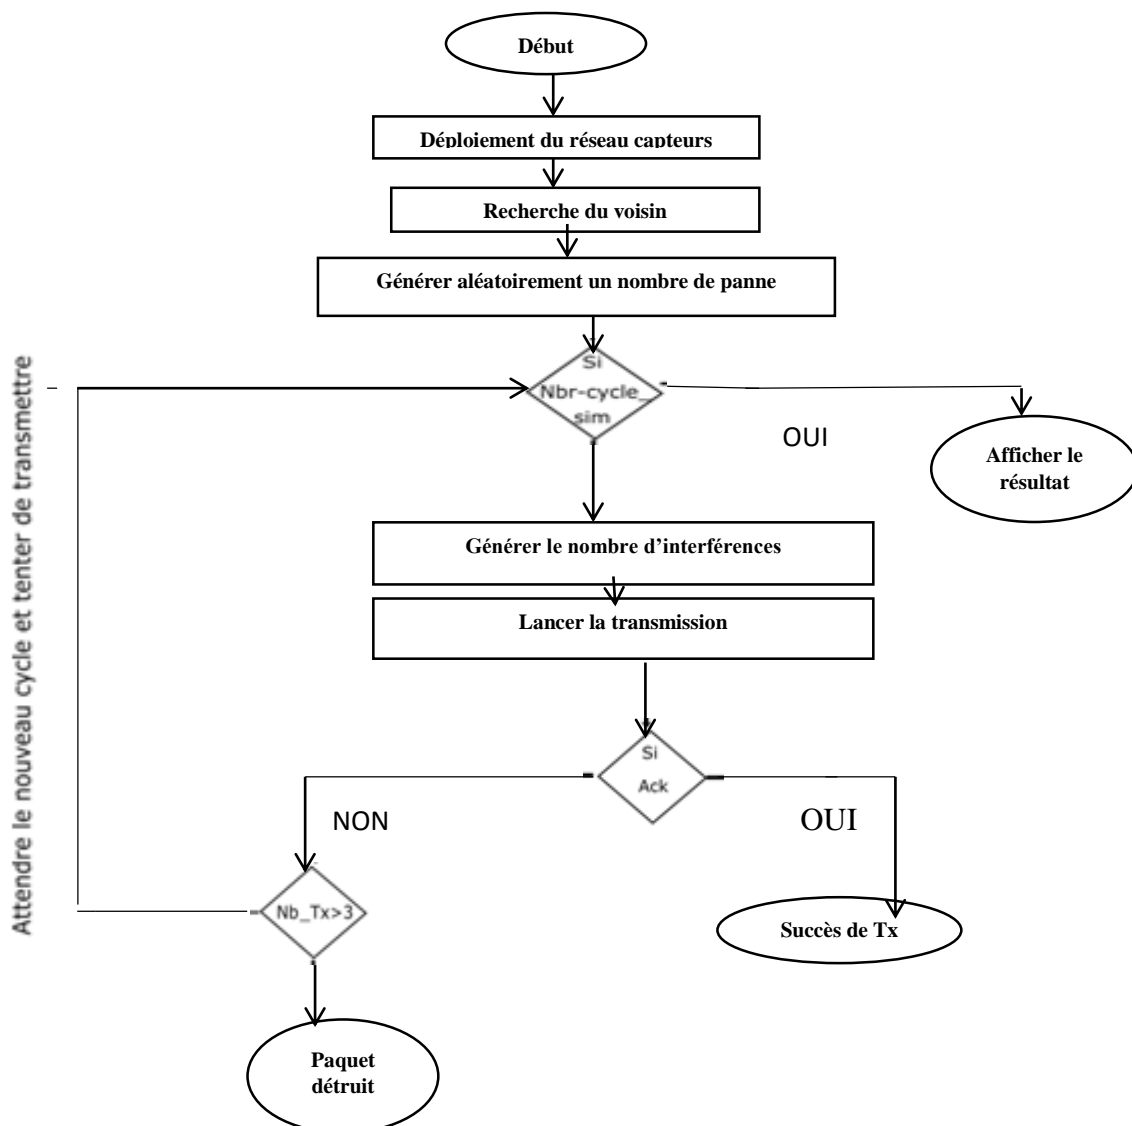 Début
Déploiement du réseau capteurs
Recherche du voisin
Générer aléatoirement un nombre de panne
Si
Nbr-cycle_
sim
OUI
Afficher le
résultat
Générer le nombre d’interférences
Lancer la transmission
Si
Ack
NON
OUI
Nb_Tx>3
Succès de Tx
Paquet
détruit
Attendre le nouveau cycle et tenter de transmettre